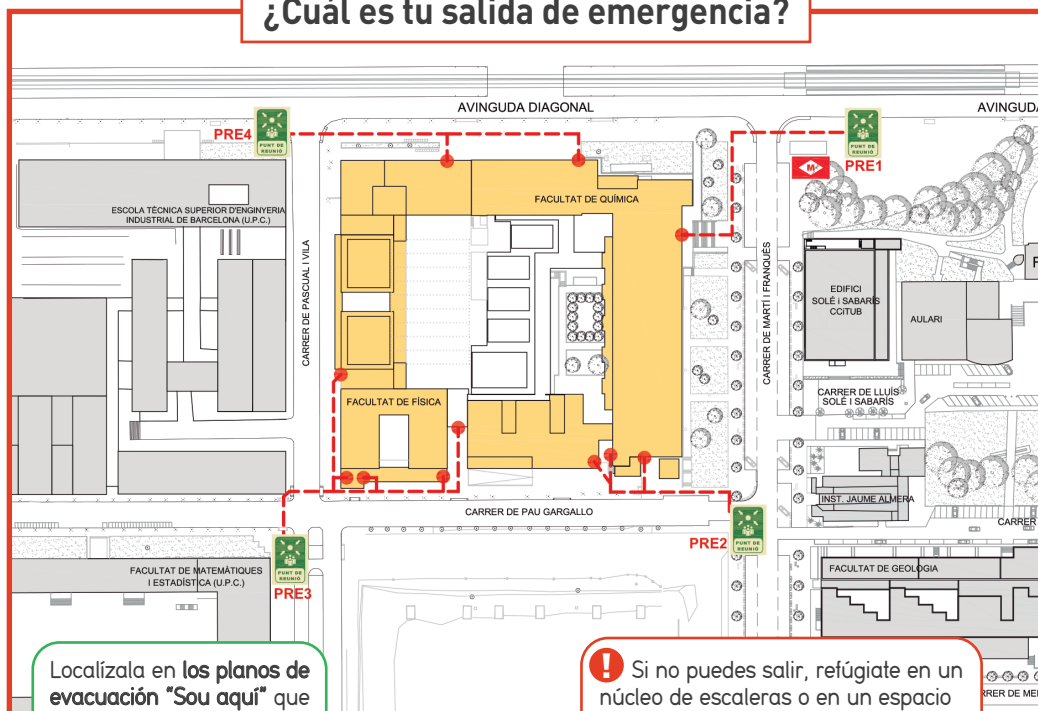 ¿Cuál es tu salida de emergencia?
AVINGUDA DIAGONAL
AVINGUDA
PRE4
PUNT DE
REUNIÓ
PUNT DE
REUNIÓ
PRE1
M
ESCOLA TÈCNICA SUPERIOR D'ENGINYERIA
INDUSTRIAL DE BARCELONA (U.P.C.)
FACULTAT DE QUÍMICA
CARRER DE PASCUAL I VILA
CARRER DE MARTÍ I FRANQUÈS
EDIFICI
SOLÉ i SABARÍS
CCiTUB
AULARI
F
FACULTAT DE FÍSICA
CARRER DE LLUÍS
SOLÉ I SABARÍS
INST. JAUME ALMERA
CARRER DE PAU GARGALLO
CARRER
PRE2
PUNT DE
REUNIÓ
FACULTAT DE MATEMÀTIQUES
I ESTADÍSTICA (U.P.C.)
PUNT DE
REUNIÓ
PRE3
FACULTAT DE GEOLOGIA
Localízala en los planos de
evacuación "Sou aquí" que
! Si no puedes salir, refúgiate en un
núcleo de escaleras o en un espacio
RRER DE ME